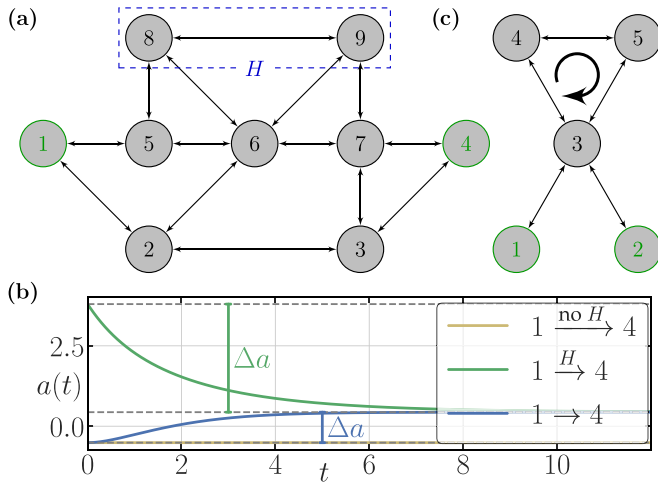 (a)
8 9
H
1 5 6 7 4
2 3
(c)
4 5
3
1 2
(b)
a(t)
2.5
0.0
Δa
Δa
0 2 4 6 8 10
t
1 no H⟶ 4
1 H⟶ 4
1 → 4